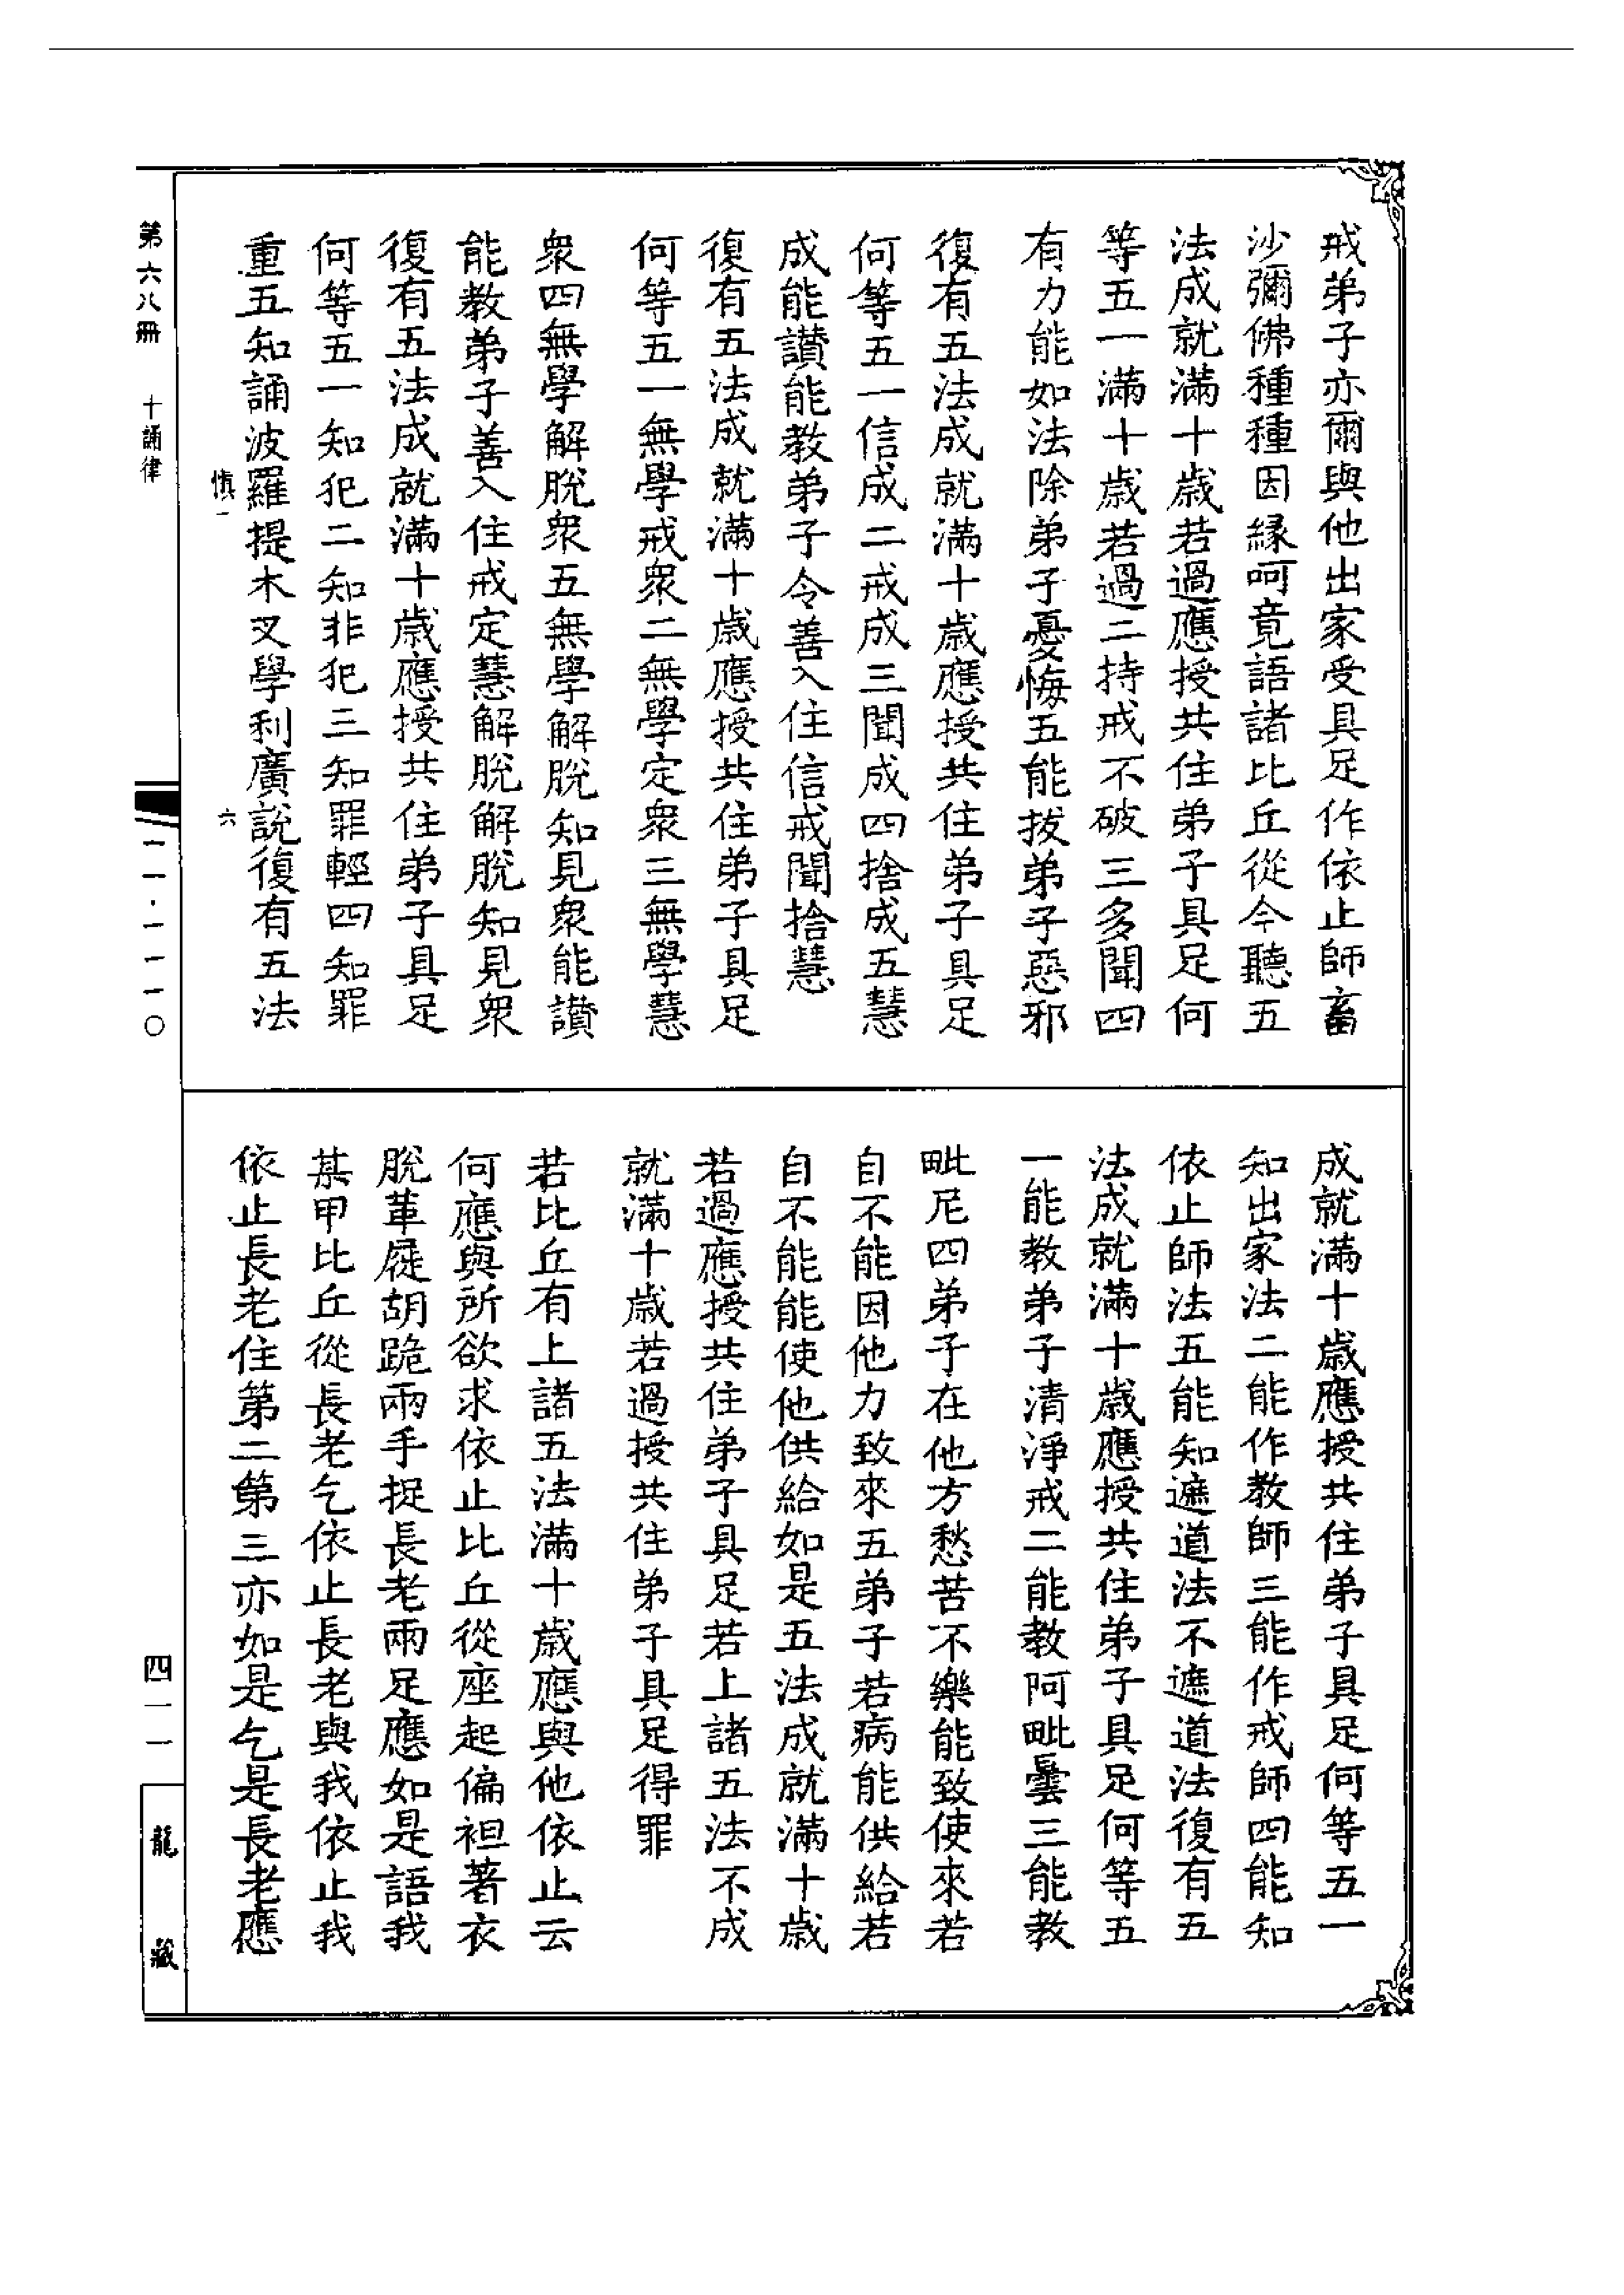 戒弟子亦爾與他出家受具足作依止師畜
沙彌佛種種因緣呵竟語諸比丘從今聽五
法成就滿十歲若過應授共住弟子具足何
等五一滿十歲若過二持戒不破三多聞四
有力能如法除弟子憂悔五能拔弟子惡邪
復有五法成就滿十歲應授共住弟子具足
何等五一信成二戒成三聞成四捨成五慧
成能讚能教弟子令善入住信戒聞捨慧
復有五法成就滿十歲應授共住弟子具足
何等五一無學戒衆二無學定衆三無學慧
衆四無學解脫衆五無學解脫知見衆能讚
能教弟子善入住戒定慧解脫解脫知見衆
復有五法成就滿十歲應授共住弟子具足
何等五一知犯二知非犯三知罪輕四知罪
重五知誦波羅提木叉學利廣說復有五法
慎一
六
成就滿十歲應授共住弟子具足何等五一
知出家法二能作教師三能作戒師四能知
依止師法五能知遮道法不遮道法復有五
法成就滿十歲應授共住弟子具足何等五
一能教弟子清淨戒二能教阿毗曇三能教
毗尼四弟子在他方愁苦不樂能致使來若
自不能因他力致來五弟子若病能供給若
自不能能使他供給如是五法成就滿十歲
若過應授共住弟子具足若上諸五法不成
就滿十歲若過授共住弟子具足得罪
若比丘有上諸五法滿十歲應與他依止云
何應與所欲求依止比丘從座起偏袒著衣
脫革屣胡跪兩手捉長老兩足應如是語我
某甲比丘從長老乞依止長老與我依止我
依止長老住第二第三亦如是乞是長老應
第六八冊 十誦律
一一·一一一〇
四一一
龍藏